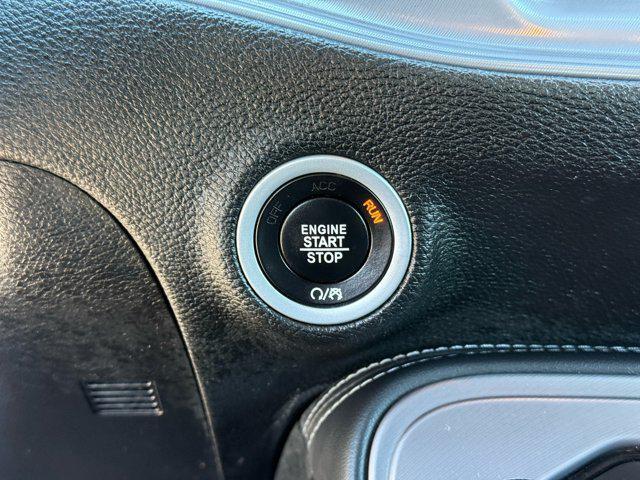 OFF ACC RUN
ENGINE
START
STOP